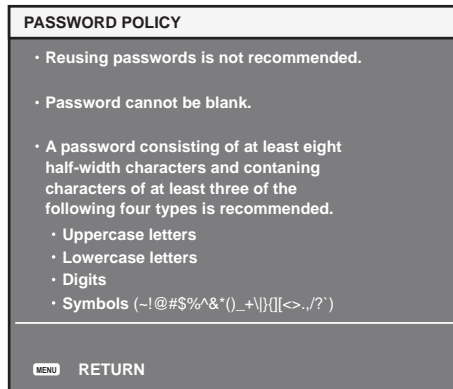 PASSWORD POLICY
・Reusing passwords is not recommended.
・Password cannot be blank.
・A password consisting of at least eight
half-width characters and contaning
characters of at least three of the
following four types is recommended.
・Uppercase letters
・Lowercase letters
・Digits
・Symbols (~!@#$%^&*()_+\|}{][<>.,/?`)
MENU RETURN